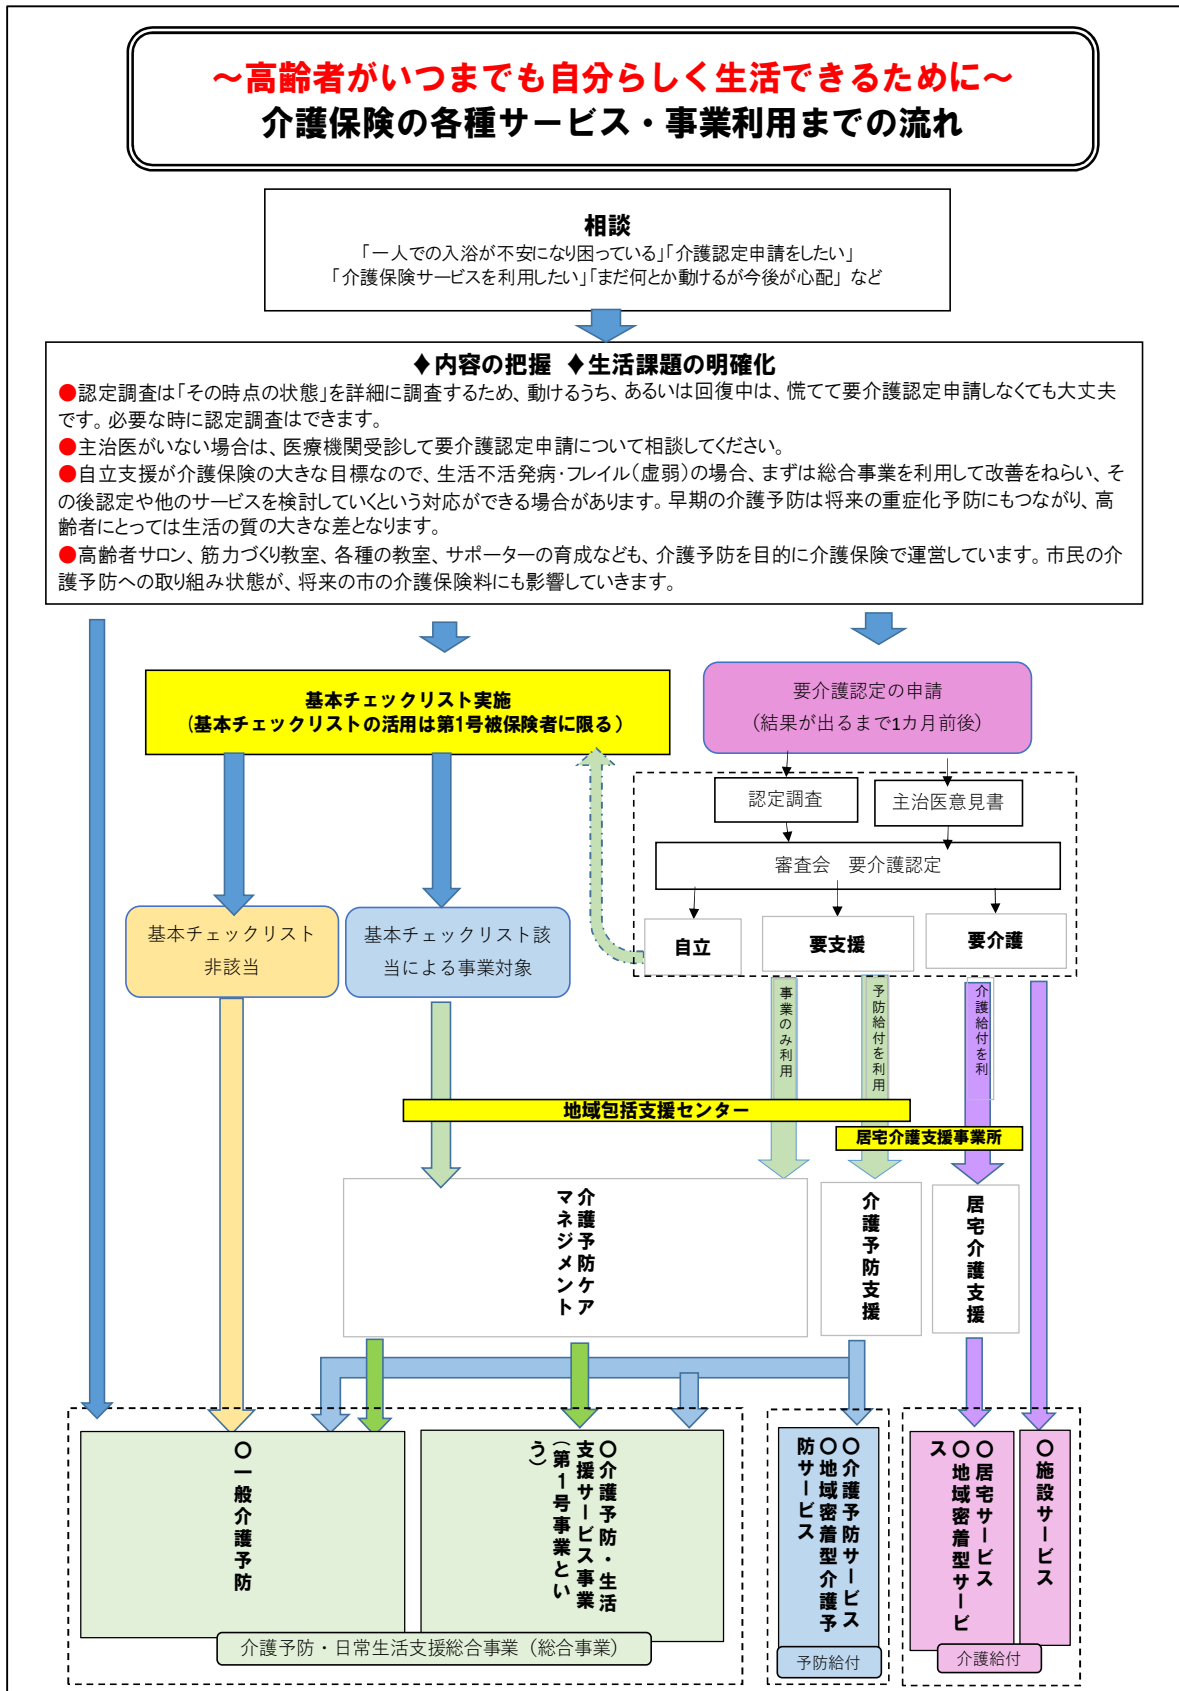 ～高齢者がいつまでも自分らしく生活できるために～
介護保険の各種サービス・事業利用までの流れ
相談
「一人での入浴が不安になり困っている」「介護認定申請をしたい」
「介護保険サービスを利用したい」「まだ何とか動けるが今後が心配」 など
♦内容の把握 ♦生活課題の明確化
●認定調査は「その時点の状態」を詳細に調査するため、動けるうち、あるいは回復中は、慌てて要介護認定申請しなくても大丈夫
です。必要な時に認定調査はできます。
●主治医がいない場合は、医療機関受診して要介護認定申請について相談してください。
●自立支援が介護保険の大きな目標なので、生活不活発病・フレイル（虚弱）の場合、まずは総合事業を利用して改善をねらい、そ
の後認定や他のサービスを検討していくという対応ができる場合があります。早期の介護予防は将来の重症化予防にもつながり、高
齢者にとっては生活の質の大きな差となります。
●高齢者サロン、筋力づくり教室、各種の教室、サポーターの育成なども、介護予防を目的に介護保険で運営しています。市民の介
護予防への取り組み状態が、将来の市の介護保険料にも影響していきます。
基本チェックリスト実施
（基本チェックリストの活用は第1号被保険者に限る）
要介護認定の申請
（結果が出るまで1カ月前後）
認定調査
主治医意見書
審査会　要介護認定
自立
要支援
要介護
基本チェックリスト
非該当
基本チェックリスト該
当による事業対象
事業のみ利用
予防給付を利用
介護給付を利
地域包括支援センター
居宅介護支援事業所
介護予防ケア
マネジメント
介護予防支援
居宅介護支援
〇一般介護予防
〇介護予防・生活
支援サービス事業
（第1号事業とい
う）
〇介護予防サービス
〇地域密着型介護予
防サービス
〇居宅サービス
〇地域密着型サービ
ス
〇施設サービス
介護予防・日常生活支援総合事業（総合事業）
予防給付
介護給付